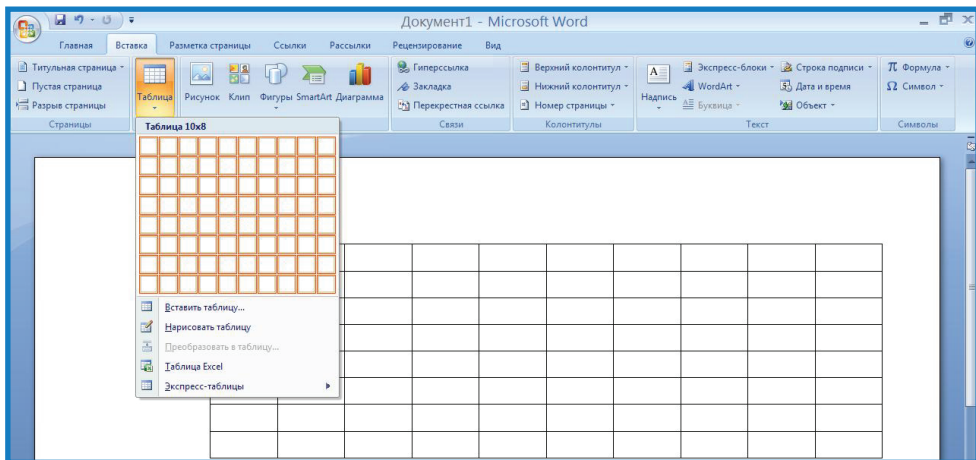 Документ1 - Microsoft Word
Главная Вставка Разметка страницы Ссылки Рассылки Рецензирование Вид
Титульная страница
Пустая страница
Разрыв страницы
Страницы
Таблица
Рисунок Клип Фигуры SmartArt Диаграмма
Гиперссылка
Закладка
Перекрестная ссылка
Связи
Верхний колонтитул
Нижний колонтитул
Номер страницы
Колонтитулы
A
Надпись
Экспресс-блоки
WordArt
Буквица
Строка подписи
Дата и время
Объект
Текст
π Формула
Ω Символ
Символы
Таблица 10x8
Вставить таблицу...
Нарисовать таблицу
Преобразовать в таблицу...
Таблица Excel
Экспресс-таблицы